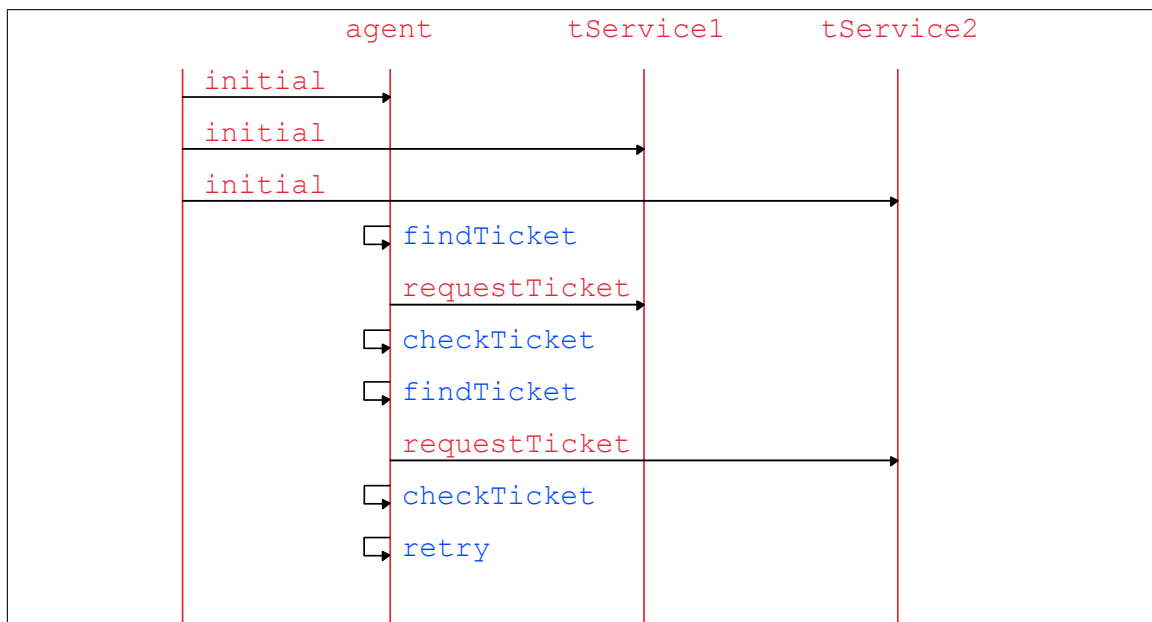 agent tService1 tService2
initial
initial
initial
findTicket
requestTicket
checkTicket
findTicket
requestTicket
checkTicket
retry